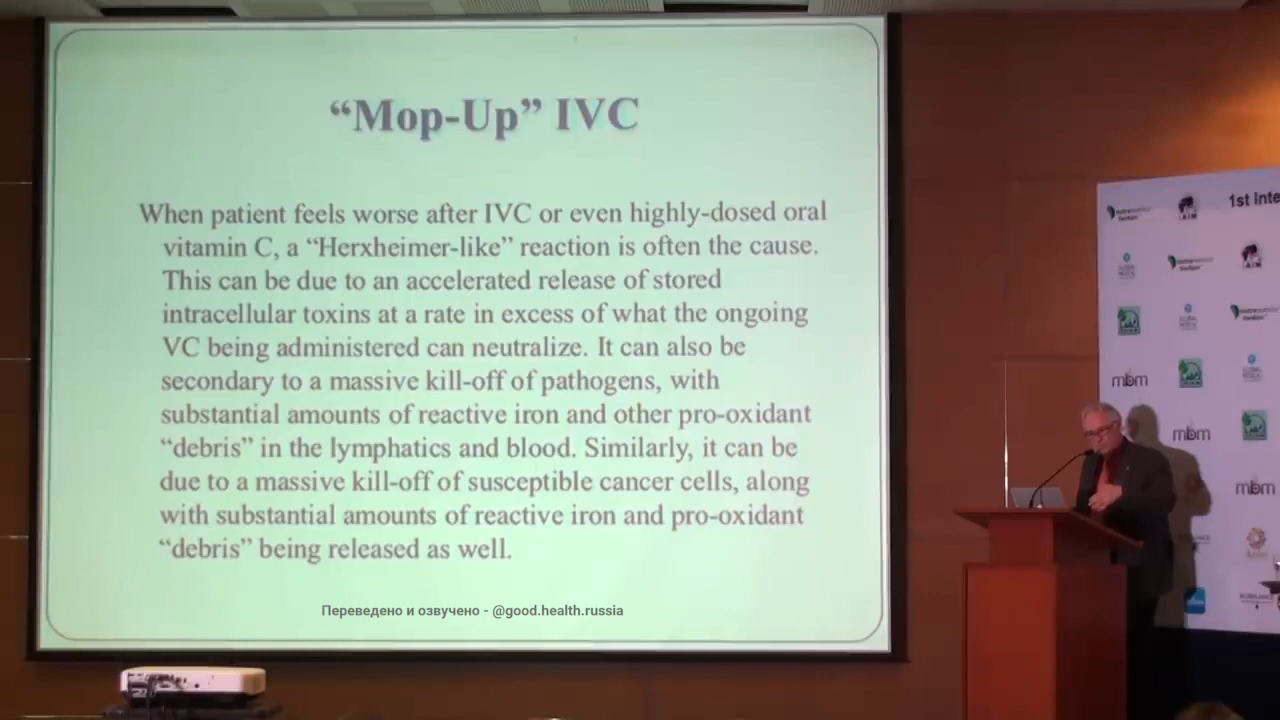 “Mop-Up” IVC
When patient feels worse after IVC or even highly-dosed oral
vitamin C, a “Herxheimer-like” reaction is often the cause.
This can be due to an accelerated release of stored
intracellular toxins at a rate in excess of what the ongoing
VC being administered can neutralize. It can also be
secondary to a massive kill-off of pathogens, with
substantial amounts of reactive iron and other pro-oxidant
“debris” in the lymphatics and blood. Similarly, it can be
due to a massive kill-off of susceptible cancer cells, along
with substantial amounts of reactive iron and pro-oxidant
“debris” being released as well.
Переведено и озвучено - @good.health.russia
1st Inte
mbm
mbm
mbm